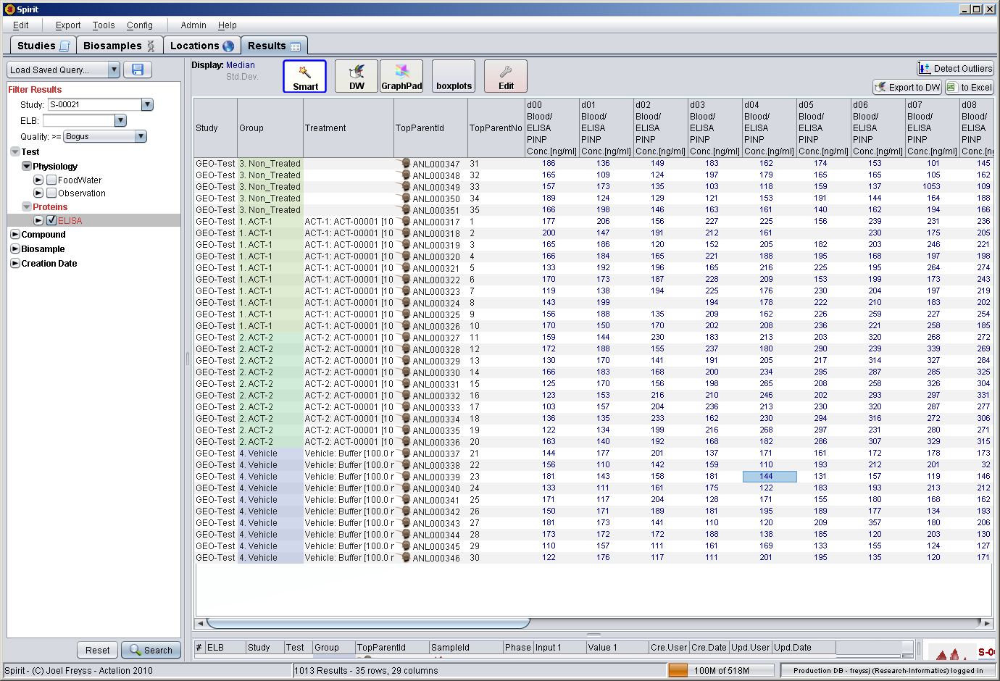 Spirit
Edit Export Tools Config Admin Help
Studies Biosamples Locations Results
Load Saved Query...
Filter Results
Study: S-00021
ELB:
Quality: >= Bogus
Test
Physiology
FoodWater
Observation
Proteins
ELISA
Compound
Biosample
Creation Date
Reset Search
Display: Median
Std.Dev.
Smart DW GraphPad boxplots Edit
Detect Outliers
Export to DW to Excel
Study Group Treatment TopParentId TopParentNo
d00 Blood/ ELISA PINP Conc.[ng/ml]
d01 Blood/ ELISA PINP Conc.[ng/ml]
d02 Blood/ ELISA PINP Conc.[ng/ml]
d03 Blood/ ELISA PINP Conc.[ng/ml]
d04 Blood/ ELISA PINP Conc.[ng/ml]
d05 Blood/ ELISA PINP Conc.[ng/ml]
d06 Blood/ ELISA PINP Conc.[ng/ml]
d07 Blood/ ELISA PINP Conc.[ng/ml]
d08 Blood/ ELISA PINP Conc.[ng/ml]
GEO-Test 3. Non_Treated ANL000347 31 186 136 149 183 162 174 153 101 145
GEO-Test 3. Non_Treated ANL000348 32 165 109 124 197 179 165 165 105 162
GEO-Test 3. Non_Treated ANL000349 33 157 173 135 103 118 159 137 1053 109
GEO-Test 3. Non_Treated ANL000350 34 189 124 129 121 153 191 144 164 188
GEO-Test 3. Non_Treated ANL000351 35 166 198 146 163 161 140 162 194 166
GEO-Test 1. ACT-1 ACT-1: ACT-00001 [10 ANL000317 1 177 206 156 227 225 156 239 231 236
GEO-Test 1. ACT-1 ACT-1: ACT-00001 [10 ANL000318 2 200 147 191 212 161 230 175 205
GEO-Test 1. ACT-1 ACT-1: ACT-00001 [10 ANL000319 3 165 186 120 152 205 182 203 246 221
GEO-Test 1. ACT-1 ACT-1: ACT-00001 [10 ANL000320 4 166 184 165 221 188 195 168 197 198
GEO-Test 1. ACT-1 ACT-1: ACT-00001 [10 ANL000321 5 133 192 196 165 216 225 195 264 274
GEO-Test 1. ACT-1 ACT-1: ACT-00001 [10 ANL000322 6 170 173 187 228 209 153 199 173 243
GEO-Test 1. ACT-1 ACT-1: ACT-00001 [10 ANL000323 7 119 138 194 225 176 230 204 197 219
GEO-Test 1. ACT-1 ACT-1: ACT-00001 [10 ANL000324 8 143 199 194 178 222 210 183 202
GEO-Test 1. ACT-1 ACT-1: ACT-00001 [10 ANL000325 9 156 188 135 209 162 226 259 227 254
GEO-Test 1. ACT-1 ACT-1: ACT-00001 [10 ANL000326 10 170 150 170 202 208 236 221 258 185
GEO-Test 2. ACT-2 ACT-2: ACT-00001 [10 ANL000327 11 159 144 230 183 213 203 320 268 272
GEO-Test 2. ACT-2 ACT-2: ACT-00001 [10 ANL000328 12 172 188 155 237 180 290 239 339 269
GEO-Test 2. ACT-2 ACT-2: ACT-00001 [10 ANL000329 13 130 170 141 191 205 217 314 327 284
GEO-Test 2. ACT-2 ACT-2: ACT-00001 [10 ANL000330 14 166 183 168 200 234 295 287 285 325
GEO-Test 2. ACT-2 ACT-2: ACT-00001 [10 ANL000331 15 125 170 156 198 265 208 258 326 304
GEO-Test 2. ACT-2 ACT-2: ACT-00001 [10 ANL000332 16 123 153 216 210 246 202 293 297 331
GEO-Test 2. ACT-2 ACT-2: ACT-00001 [10 ANL000333 17 103 157 204 236 213 230 320 287 277
GEO-Test 2. ACT-2 ACT-2: ACT-00001 [10 ANL000334 18 136 135 233 162 230 294 316 272 306
GEO-Test 2. ACT-2 ACT-2: ACT-00001 [10 ANL000335 19 122 134 199 216 268 297 231 280 271
GEO-Test 2. ACT-2 ACT-2: ACT-00001 [10 ANL000336 20 163 140 192 168 182 286 307 329 315
GEO-Test 4. Vehicle Vehicle: Buffer [100.0 r ANL000337 21 144 177 201 137 171 161 172 178 173
GEO-Test 4. Vehicle Vehicle: Buffer [100.0 r ANL000338 22 156 110 142 159 110 193 212 201 32
GEO-Test 4. Vehicle Vehicle: Buffer [100.0 r ANL000339 23 181 143 158 181 144 131 157 119 146
GEO-Test 4. Vehicle Vehicle: Buffer [100.0 r ANL000340 24 133 111 161 175 122 183 193 213 212
GEO-Test 4. Vehicle Vehicle: Buffer [100.0 r ANL000341 25 171 117 204 128 171 155 180 168 162
GEO-Test 4. Vehicle Vehicle: Buffer [100.0 r ANL000342 26 150 171 189 181 195 189 177 134 193
GEO-Test 4. Vehicle Vehicle: Buffer [100.0 r ANL000343 27 181 173 141 110 120 209 357 180 206
GEO-Test 4. Vehicle Vehicle: Buffer [100.0 r ANL000344 28 173 172 172 188 138 185 120 203 130
GEO-Test 4. Vehicle Vehicle: Buffer [100.0 r ANL000345 29 110 157 111 161 169 133 155 124 127
GEO-Test 4. Vehicle Vehicle: Buffer [100.0 r ANL000346 30 122 176 117 111 201 195 135 120 171
# ELB Study Test Group TopParentId SampleId Phase Input 1 Value 1 Cre.User Cre.Date Upd.User Upd.Date
Spirit - (C) Joel Freyss - Actelion 2010
1013 Results - 35 rows, 29 columns
100M of 518M
Production DB - freyssj (Research-Informatics) logged in